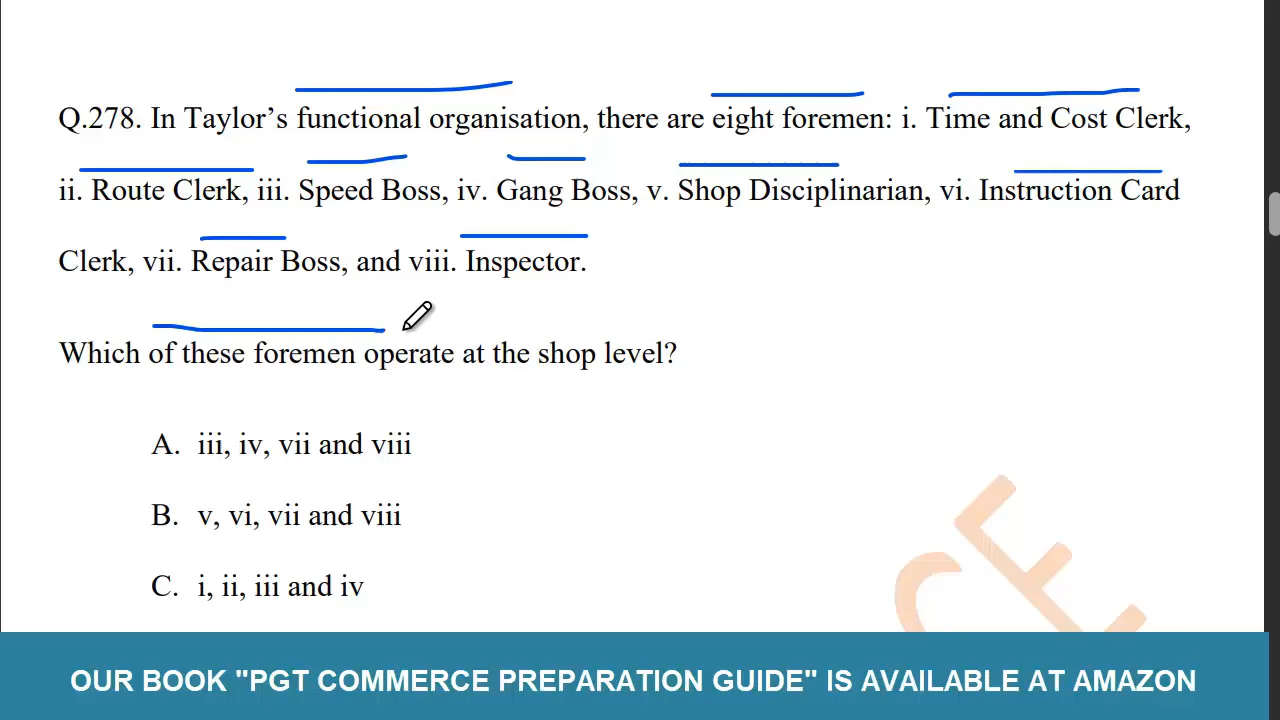 Q.278. In Taylor’s functional organisation, there are eight foremen: i. Time and Cost Clerk,
ii. Route Clerk, iii. Speed Boss, iv. Gang Boss, v. Shop Disciplinarian, vi. Instruction Card
Clerk, vii. Repair Boss, and viii. Inspector.
Which of these foremen operate at the shop level?
A. iii, iv, vii and viii
B. v, vi, vii and viii
C. i, ii, iii and iv
CE
OUR BOOK "PGT COMMERCE PREPARATION GUIDE" IS AVAILABLE AT AMAZON